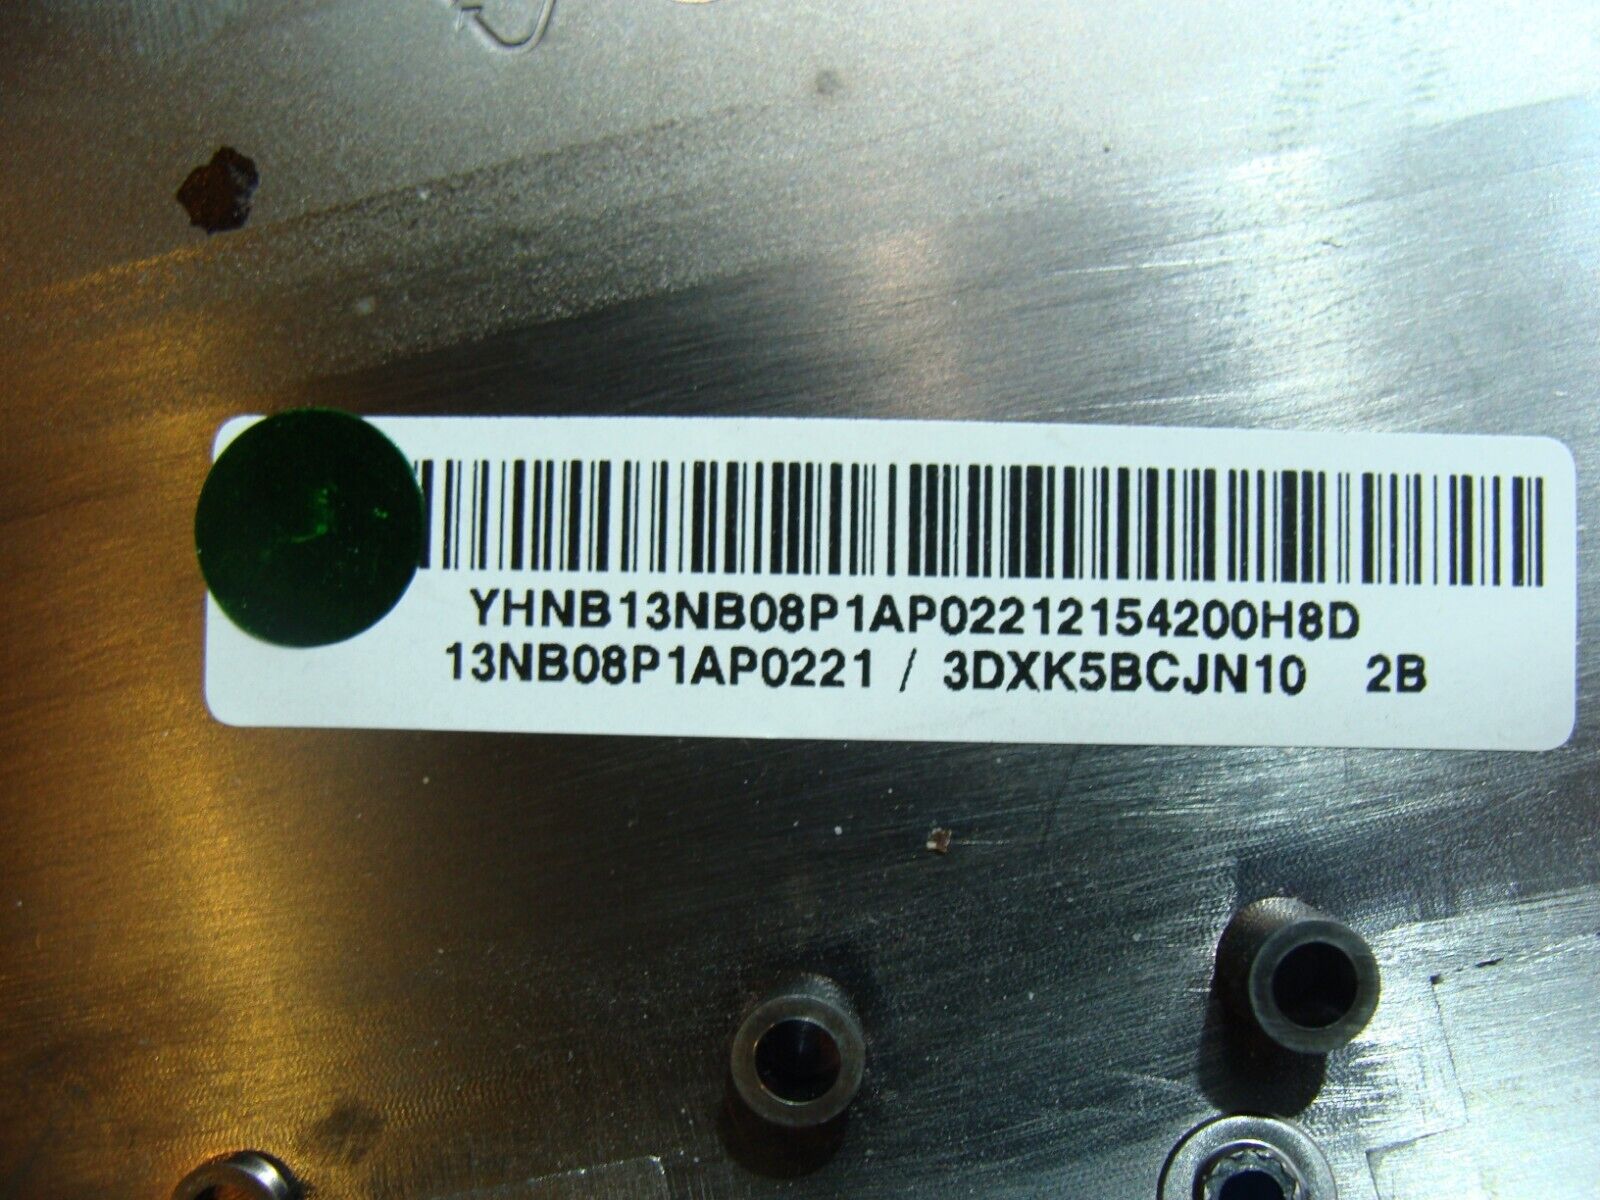 YHNB13NB08P1AP02212154200H8D
13NB08P1AP0221 / 3DXK5BCJN10 2B